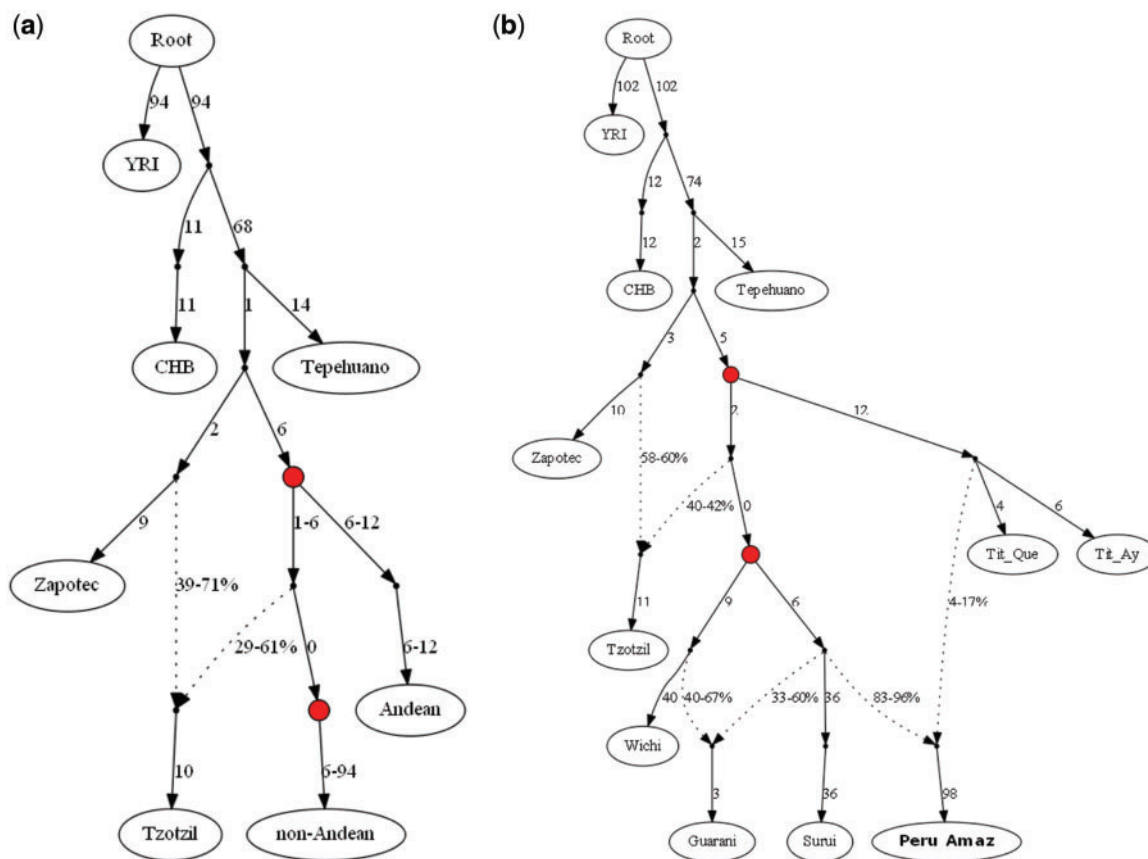 (a)
Root
94
94
YRI
11
68
11
1
14
CHB
Tepehuano
2
6
9
1-6
6-12
Zapotec
39-71%
29-61%
0
6-12
Andean
10
6-94
Tzotzil
non-Andean
(b)
Root
102
102
YRI
12
74
12
2
15
CHB
Tepehuano
3
5
10
2
12
Zapotec
58-60%
40-42%
0
4
6
Tit_Que
Tit_Ay
11
9
6
4-17%
Tzotzil
40
40-67%
33-60%
36
83-96%
Wichi
3
36
98
Guarani
Surui
Peru Amaz